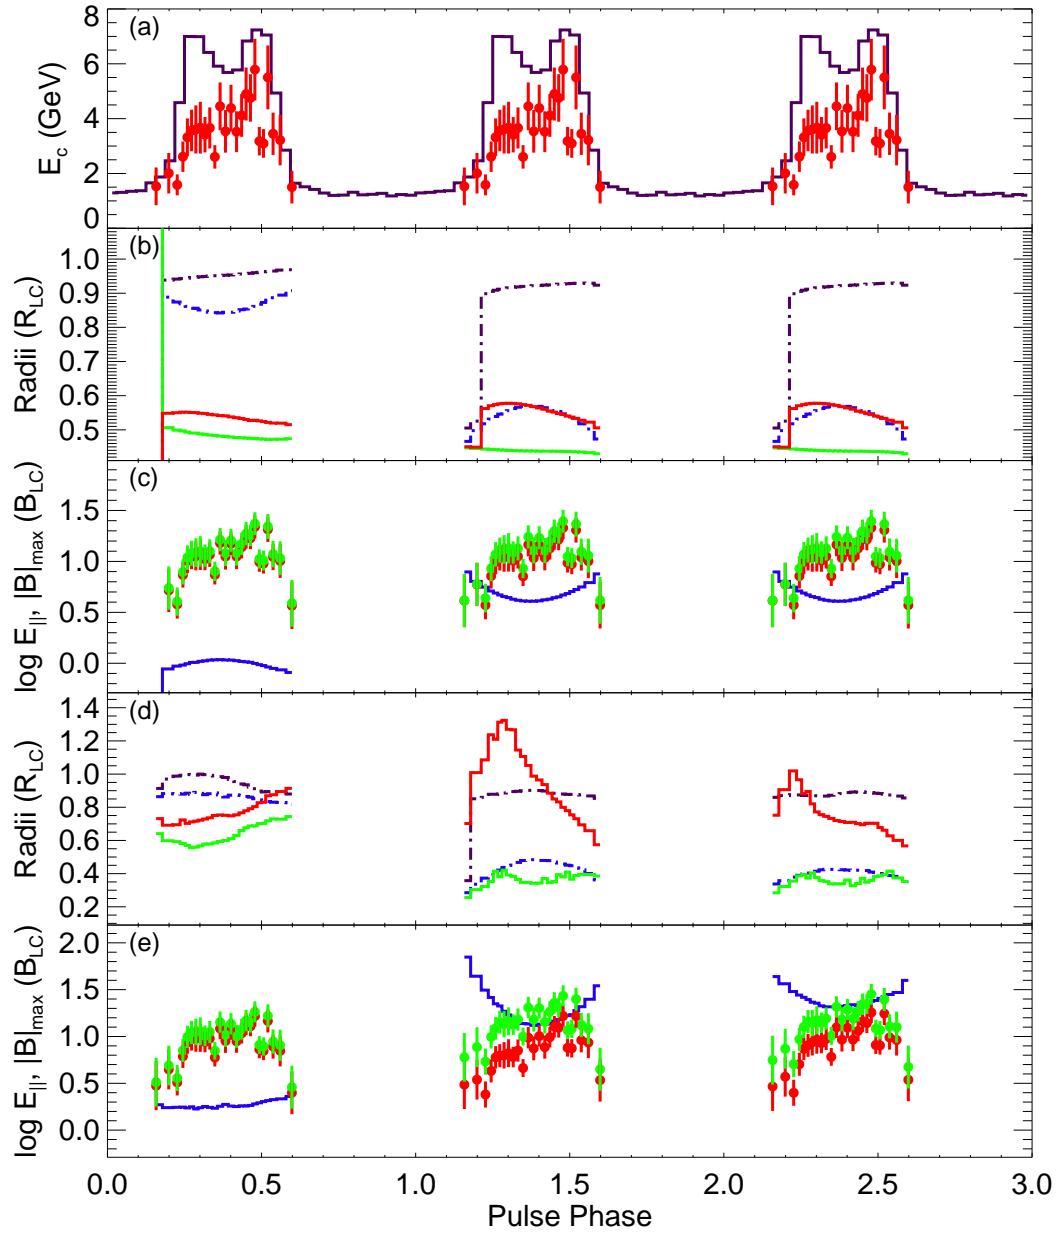 (a)
E_c (GeV)
8
6
4
2
0
(b)
Radii (R_LC)
1.0
0.9
0.8
0.7
0.6
0.5
(c)
log E_||, |B|_max (B_LC)
1.5
1.0
0.5
0.0
(d)
Radii (R_LC)
1.4
1.2
1.0
0.8
0.6
0.4
0.2
(e)
log E_||, |B|_max (B_LC)
2.0
1.5
1.0
0.5
0.0
0.0 0.5 1.0 1.5 2.0 2.5 3.0
Pulse Phase